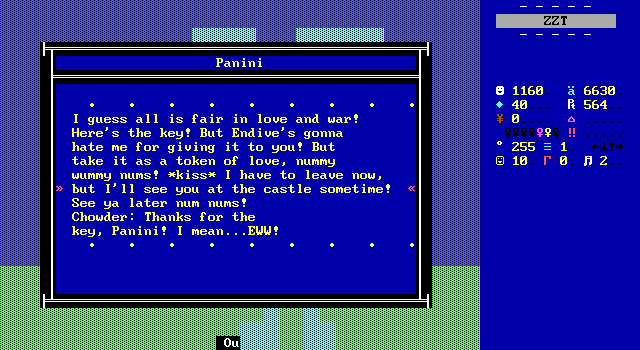 ZZT
Panini
I guess all is fair in love and war!
Here's the key! But Endive's gonna
hate me for giving it to you! But
take it as a token of love, nummy
wummy nums! *kiss* I have to leave now,
» but I'll see you at the castle sometime! «
See ya later num nums!
Chowder: Thanks for the
key, Panini! I mean...EWW!
1160 ä 6630
40 564
¥ 0
255 1
10 0 2
Ou